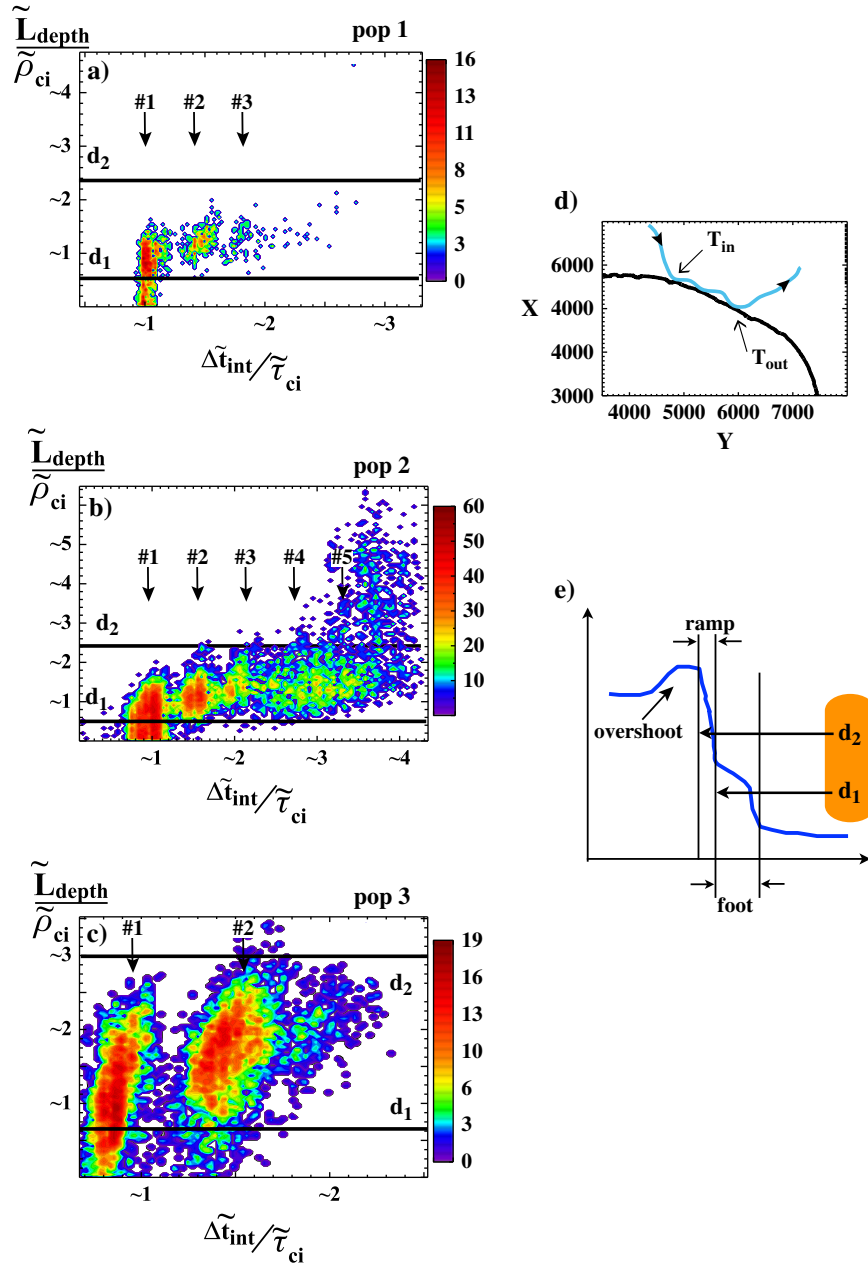 L̃depth pop 1
ρ̃ci
a)
#1 #2 #3
d2
d1
~4
~3
~2
~1
~1 ~2 ~3
Δt̃int/τ̃ci
16
11
8
6
3
0
L̃depth pop 2
ρ̃ci
b)
#1 #2 #3 #4 #5
d2
d1
~5
~4
~3
~2
~1
~1 ~2 ~3 ~4
Δt̃int/τ̃ci
60
50
40
30
20
10
L̃depth pop 3
ρ̃ci
c)
#1 #2
d2
d1
~3
~2
~1
~1 ~2
Δt̃int/τ̃ci
19
16
13
10
6
3
0
d)
Tin
Tout
X
6000
4000
4000
3000
4000 5000 6000 7000
Y
e)
ramp
overshoot
d2
d1
foot